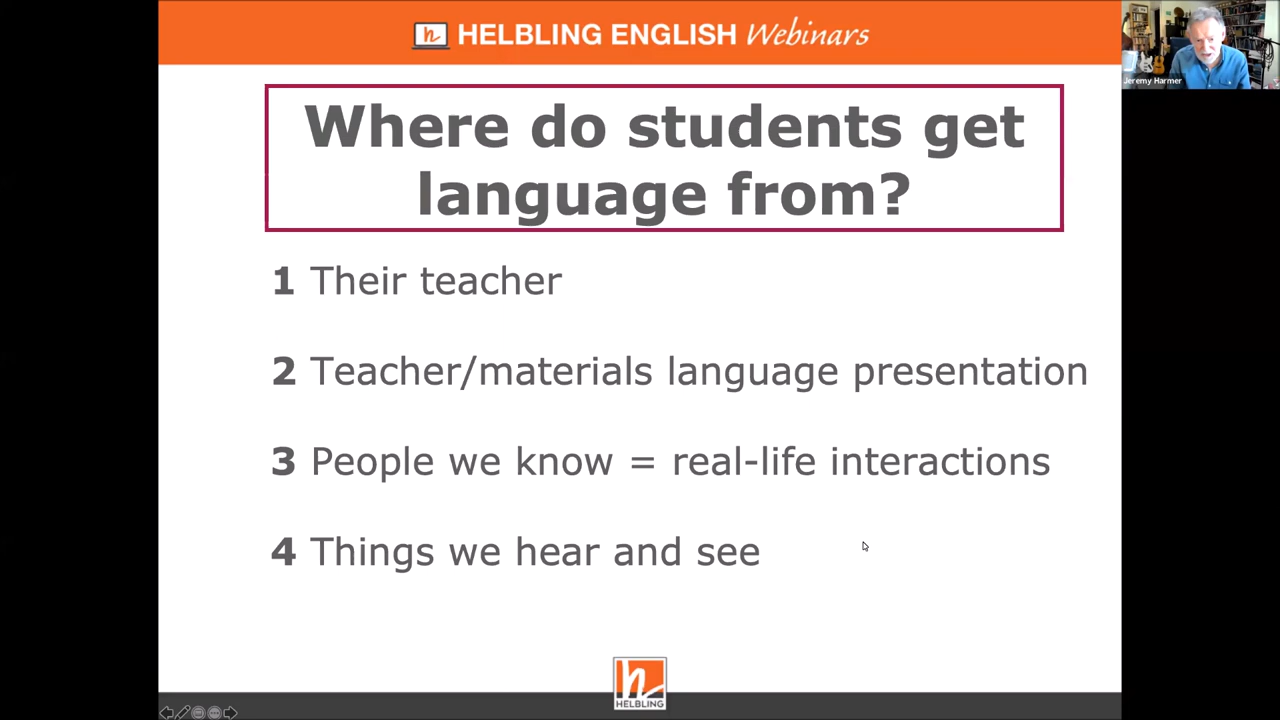 HELBLING ENGLISH Webinars
Jeremy Harmer
Where do students get
language from?
1 Their teacher
2 Teacher/materials language presentation
3 People we know = real-life interactions
4 Things we hear and see
HELBLING